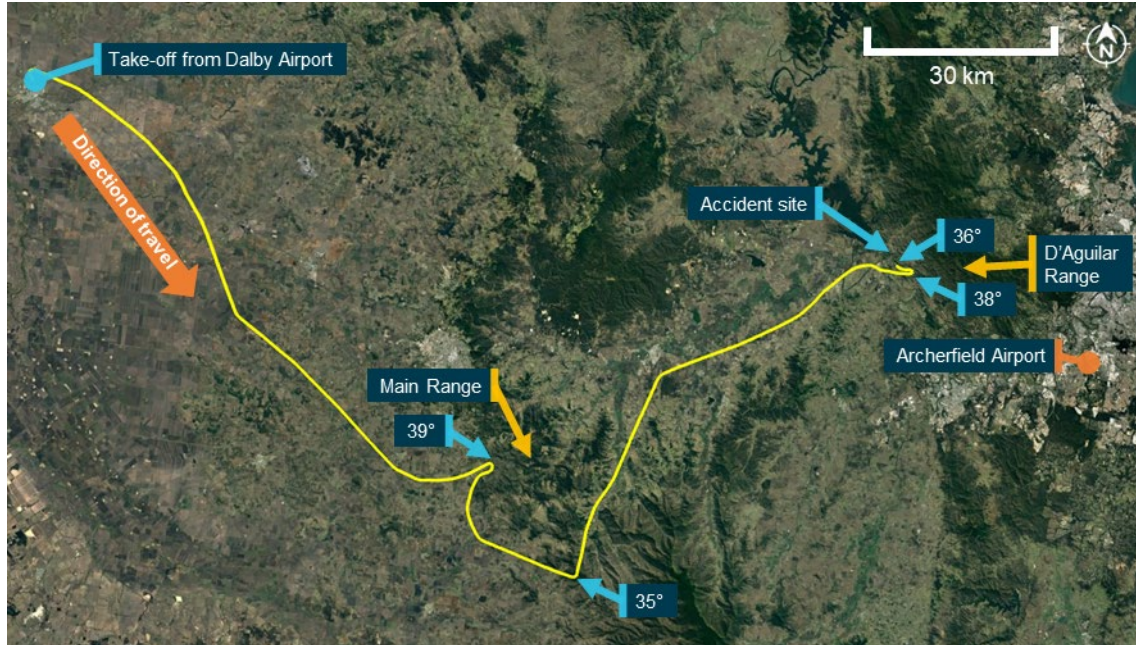 Take-off from Dalby Airport
30 km
N
Direction of travel
Accident site
36°
D'Aguilar
Range
38°
Archerfield Airport
Main Range
39°
35°